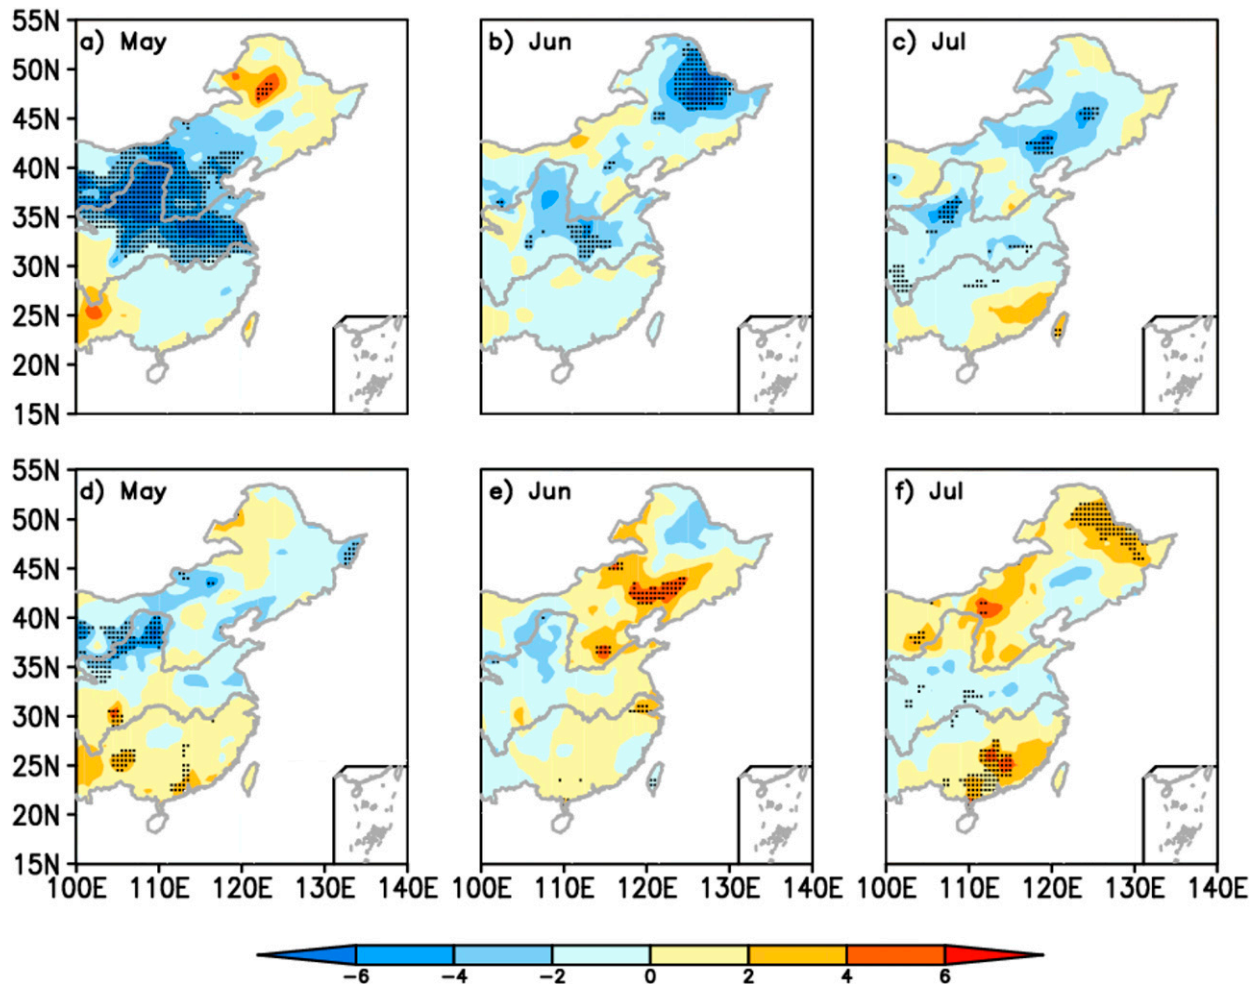 55N
50N
45N
40N
35N
30N
25N
20N
15N
a) May
b) Jun
c) Jul
55N
50N
45N
40N
35N
30N
25N
20N
15N
d) May
e) Jun
f) Jul
100E 110E 120E 130E 140E
100E 110E 120E 130E 140E
100E 110E 120E 130E 140E
-6 -4 -2 0 2 4 6